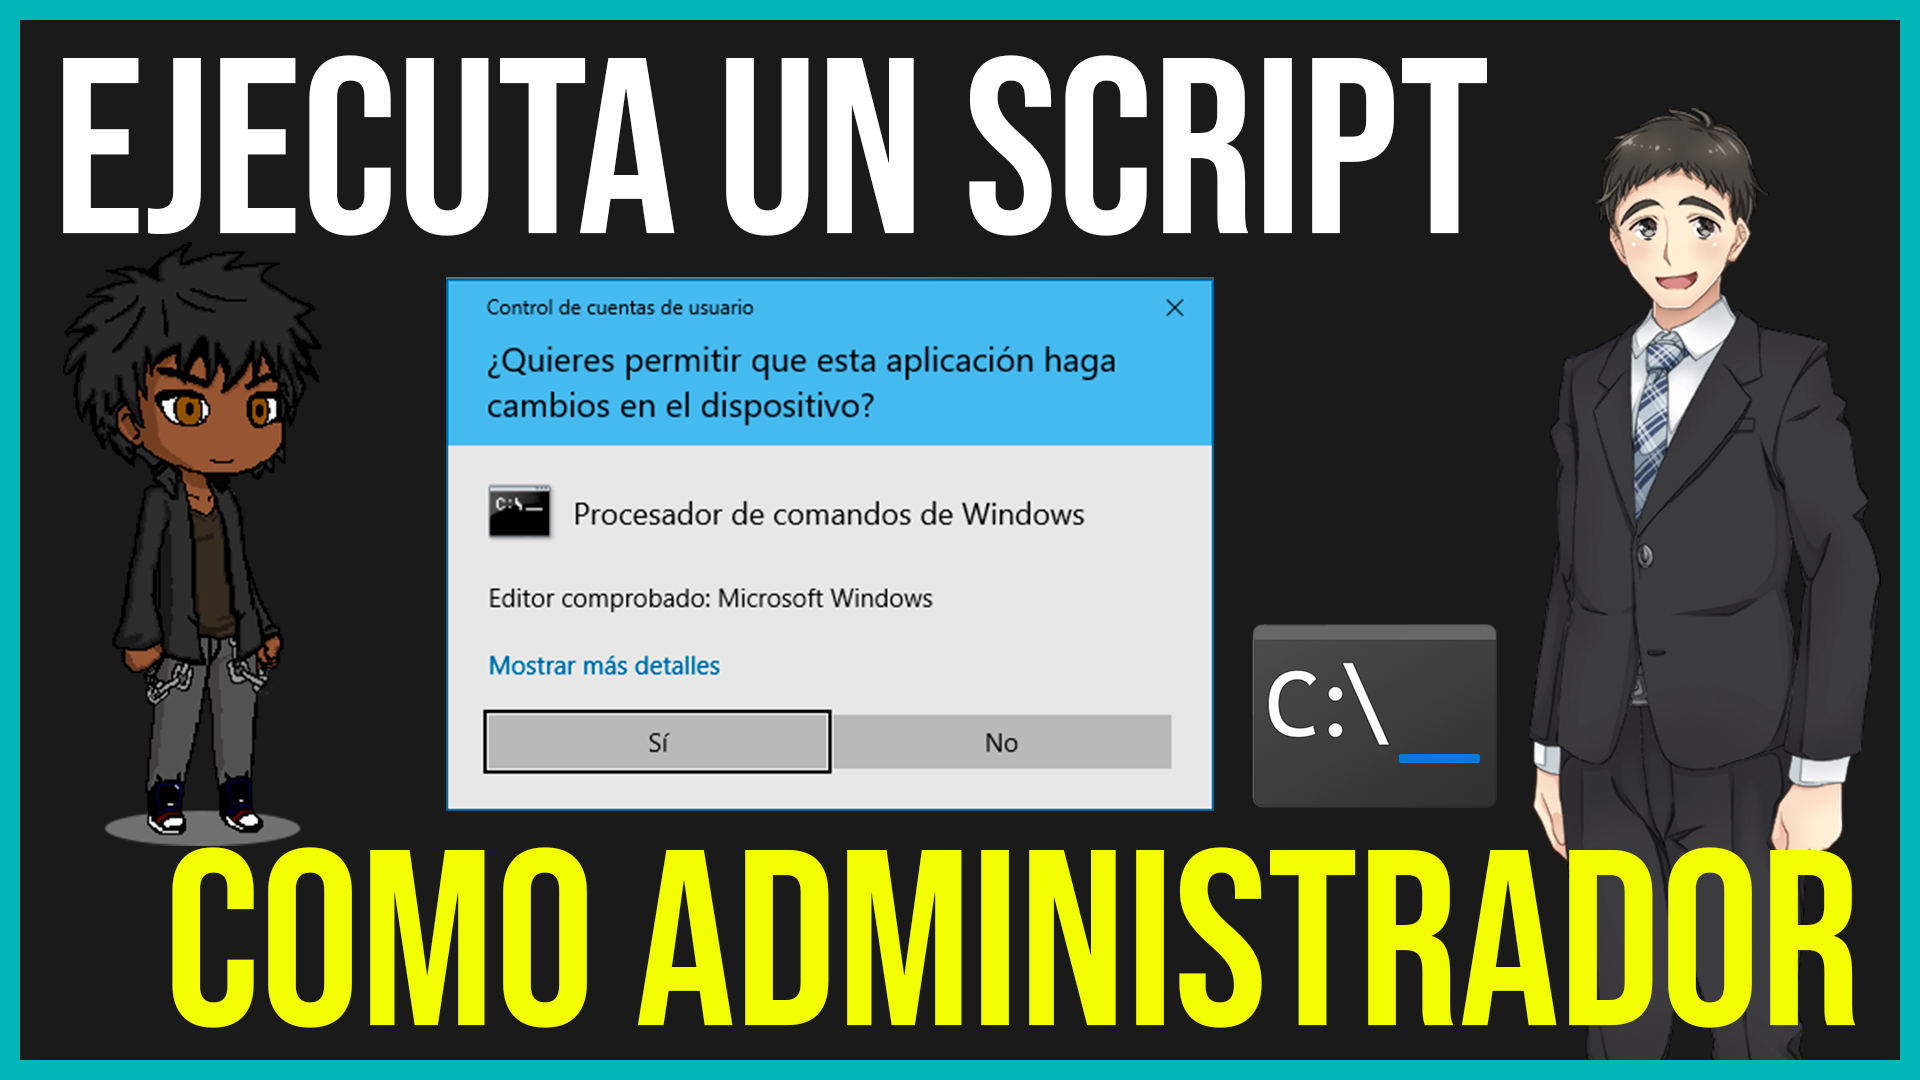 EJECUTA UN SCRIPT
Control de cuentas de usuario
¿Quieres permitir que esta aplicación haga
cambios en el dispositivo?
C:\_
Procesador de comandos de Windows
Editor comprobado: Microsoft Windows
Mostrar más detalles
Sí
No
C:\_
COMO ADMINISTRADOR